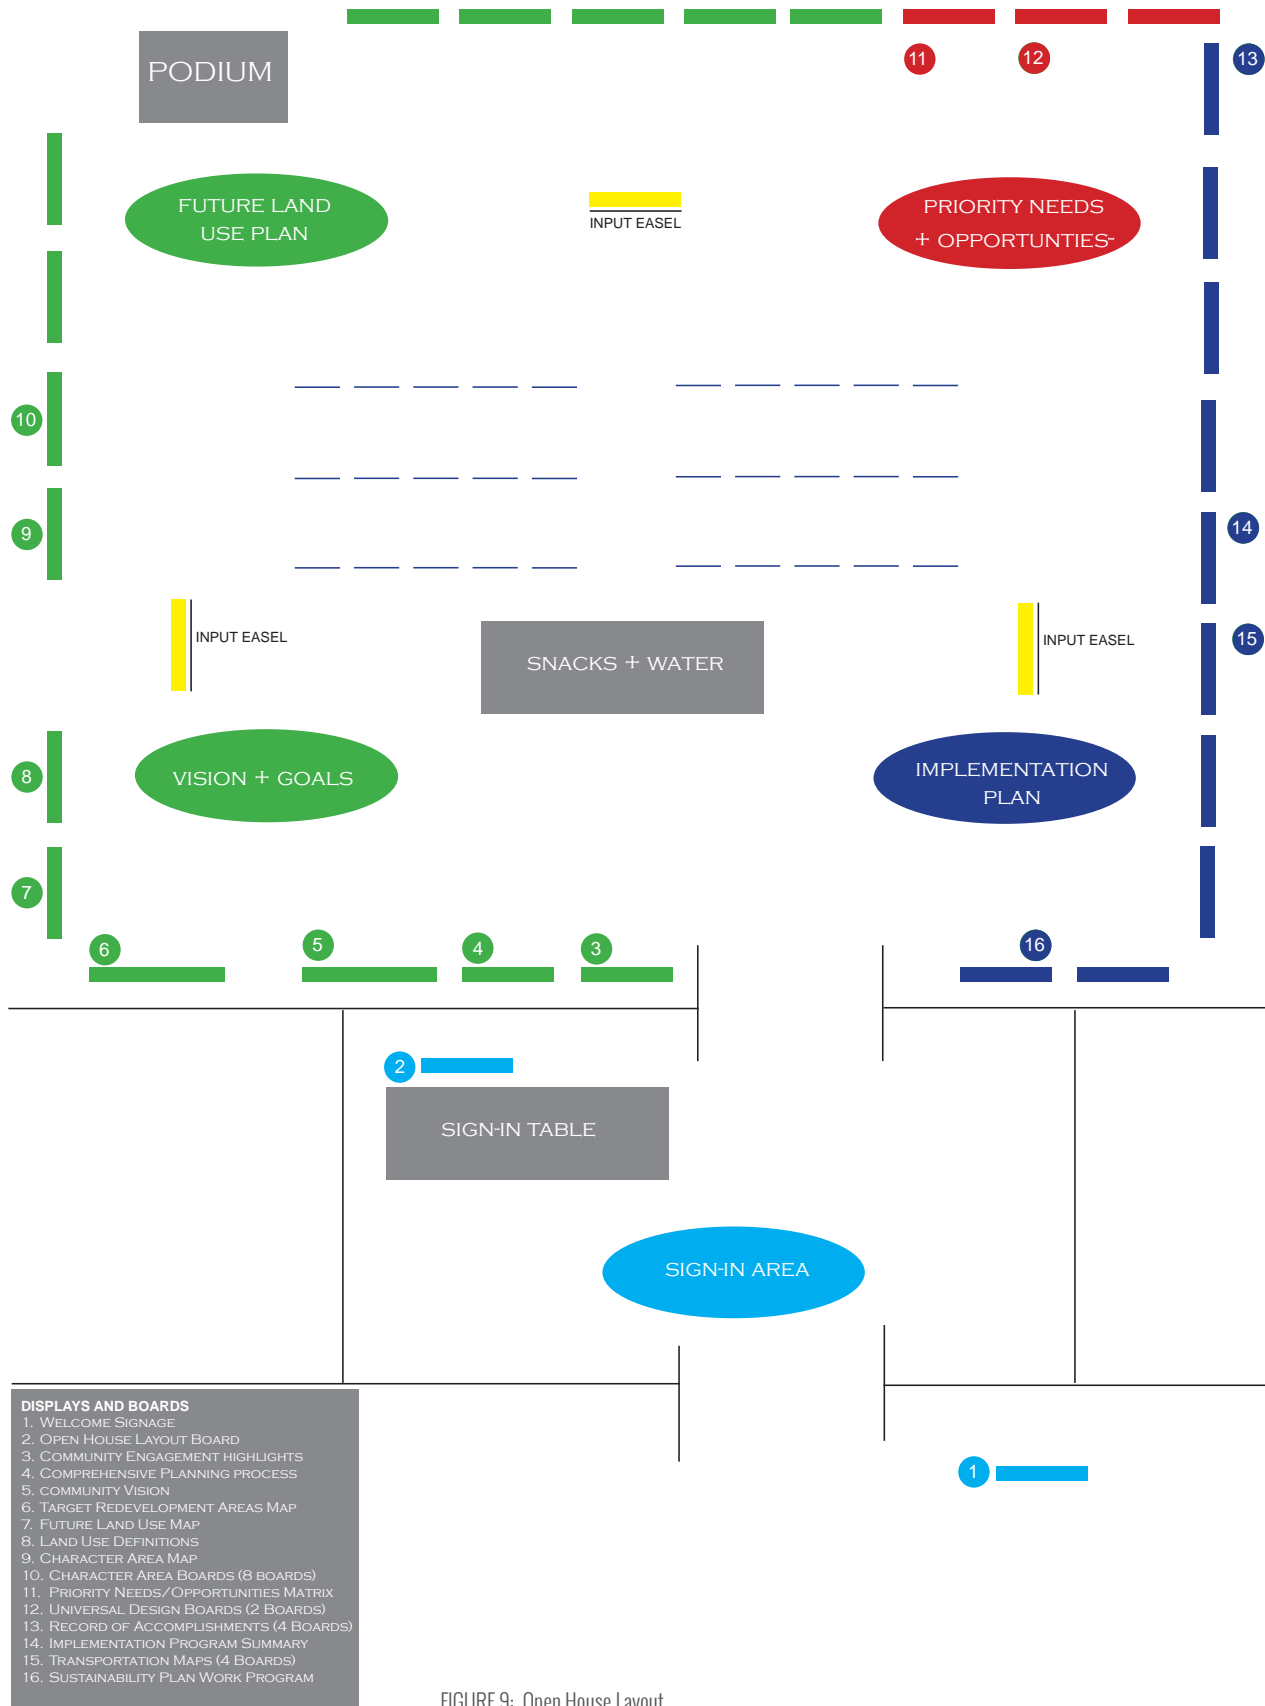 PODIUM
11
12
13
FUTURE LAND
USE PLAN
INPUT EASEL
PRIORITY NEEDS
+ OPPORTUNTIES-
10
9
14
INPUT EASEL
SNACKS + WATER
INPUT EASEL
15
8
VISION + GOALS
IMPLEMENTATION
PLAN
7
6
5
4
3
16
2
SIGN-IN TABLE
SIGN-IN AREA
1
DISPLAYS AND BOARDS
1. Welcome Signage
2. Open House Layout Board
3. Community Engagement highlights
4. Comprehensive Planning process
5. community Vision
6. Target Redevelopment Areas Map
7. Future Land Use Map
8. Land Use Definitions
9. Character Area Map
10. Character Area Boards (8 boards)
11. Priority Needs/Opportunities Matrix
12. Universal Design Boards (2 Boards)
13. Record of Accomplishments (4 Boards)
14. Implementation Program Summary
15. Transportation Maps (4 Boards)
16. Sustainability Plan Work Program
FIGURE 9: Open House Layout